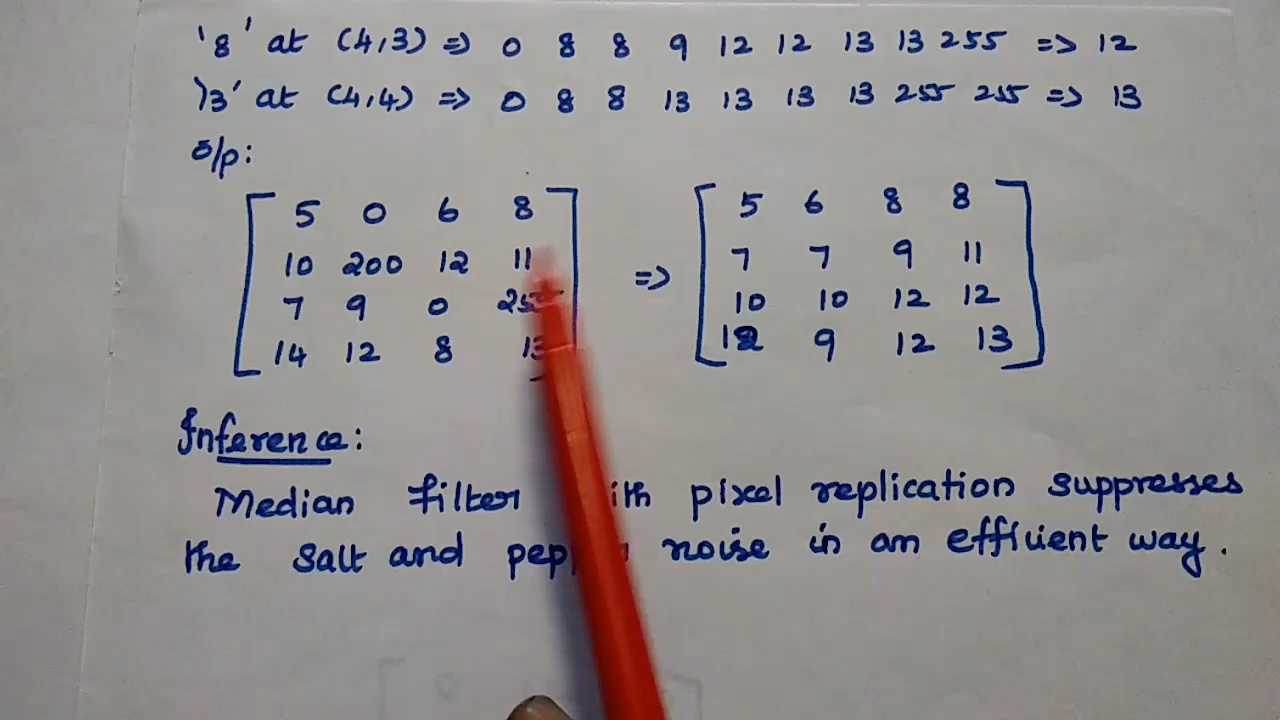 '8' at (4,3) => 0 8 8 9 12 12 13 13 255 => 12
'13' at (4,4) => 0 8 8 13 13 13 13 255 255 => 13
O/p:
[ 5 0 6 8 ] [ 5 6 8 8 ]
[ 10 200 12 11 ] => [ 7 7 9 11 ]
[ 7 9 0 ] [ 10 10 12 12 ]
[ 14 12 8 13 ] [ 12 9 12 13 ]
Inference:
Median filter pixel replication suppresses
the salt and noise in an efficient way.